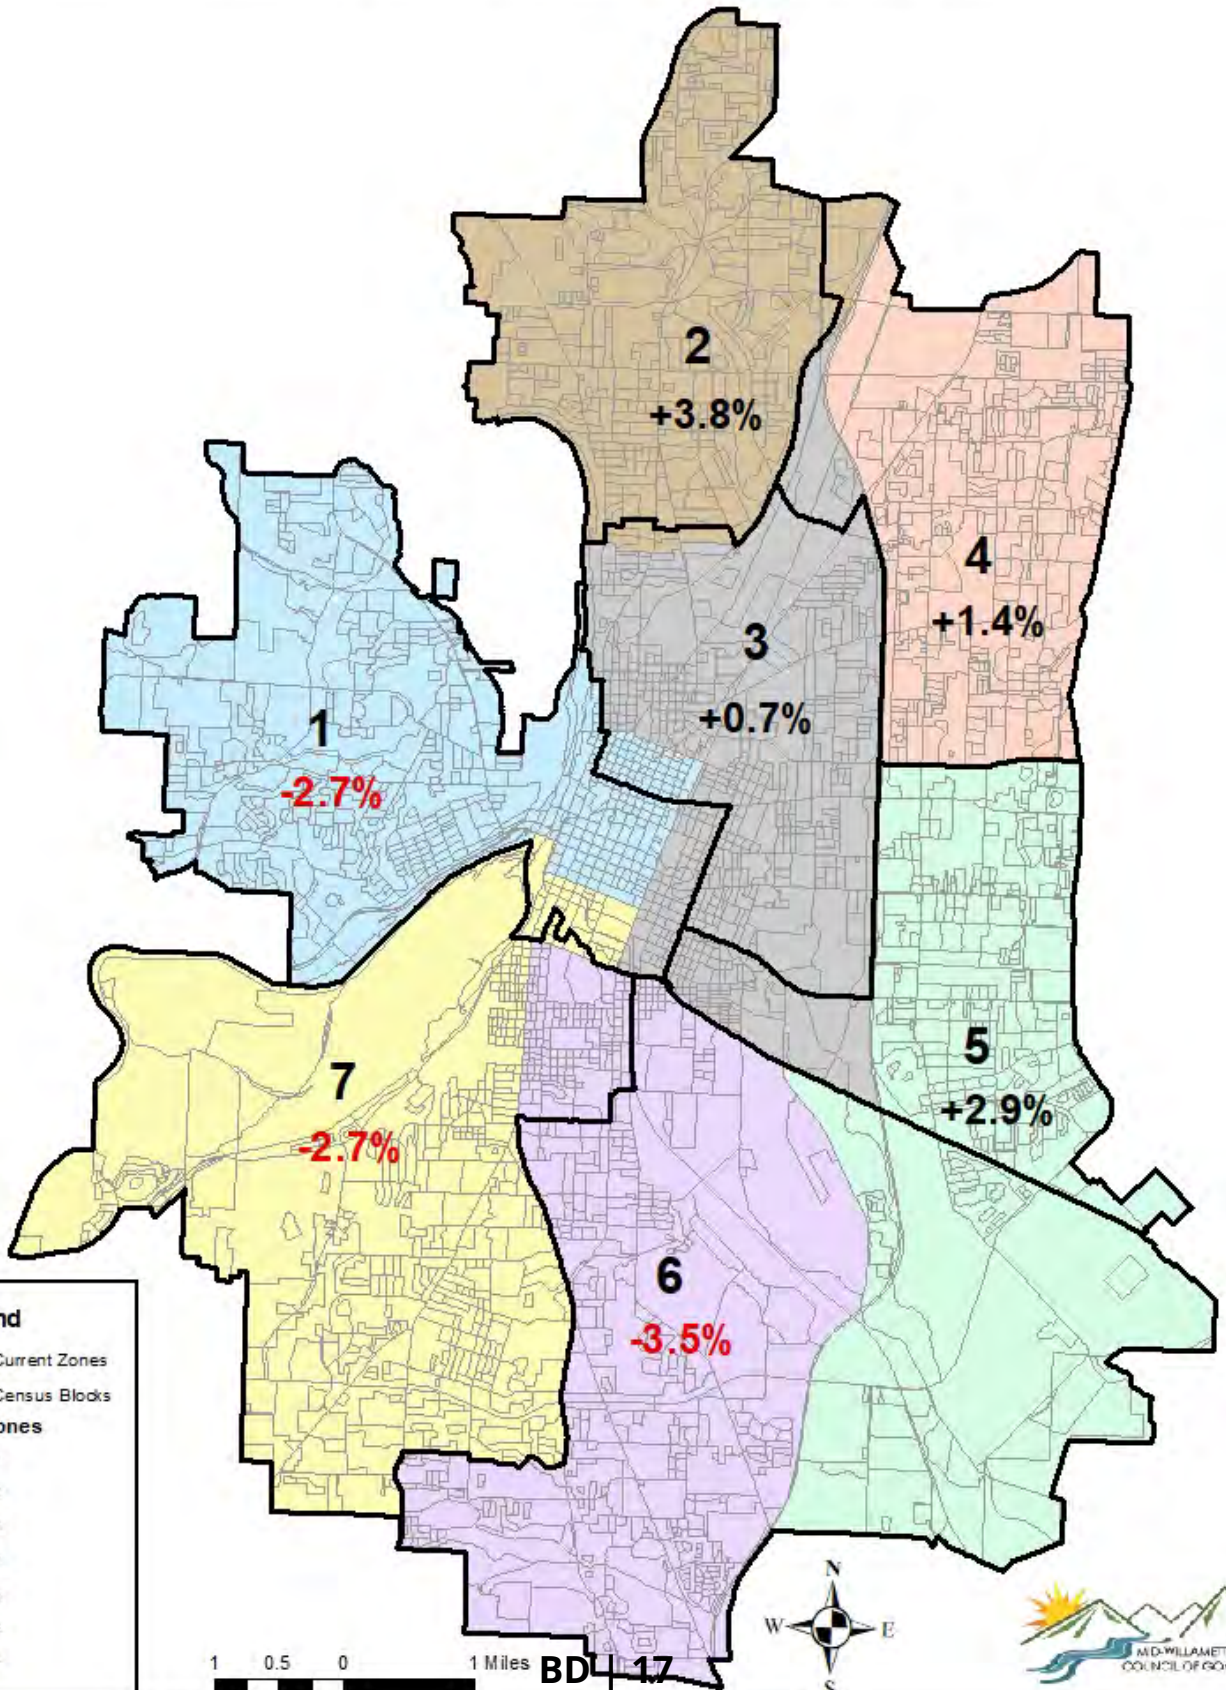 2
+3.8%
4
+1.4%
3
+0.7%
1
-2.7%
5
+2.9%
7
-2.7%
6
-3.5%
nd
Current Zones
Census Blocks
ones
N
W E
S
1 0.5 0 1 Miles
BD | 17
MID-WILLAMET
COUNCIL OF GO